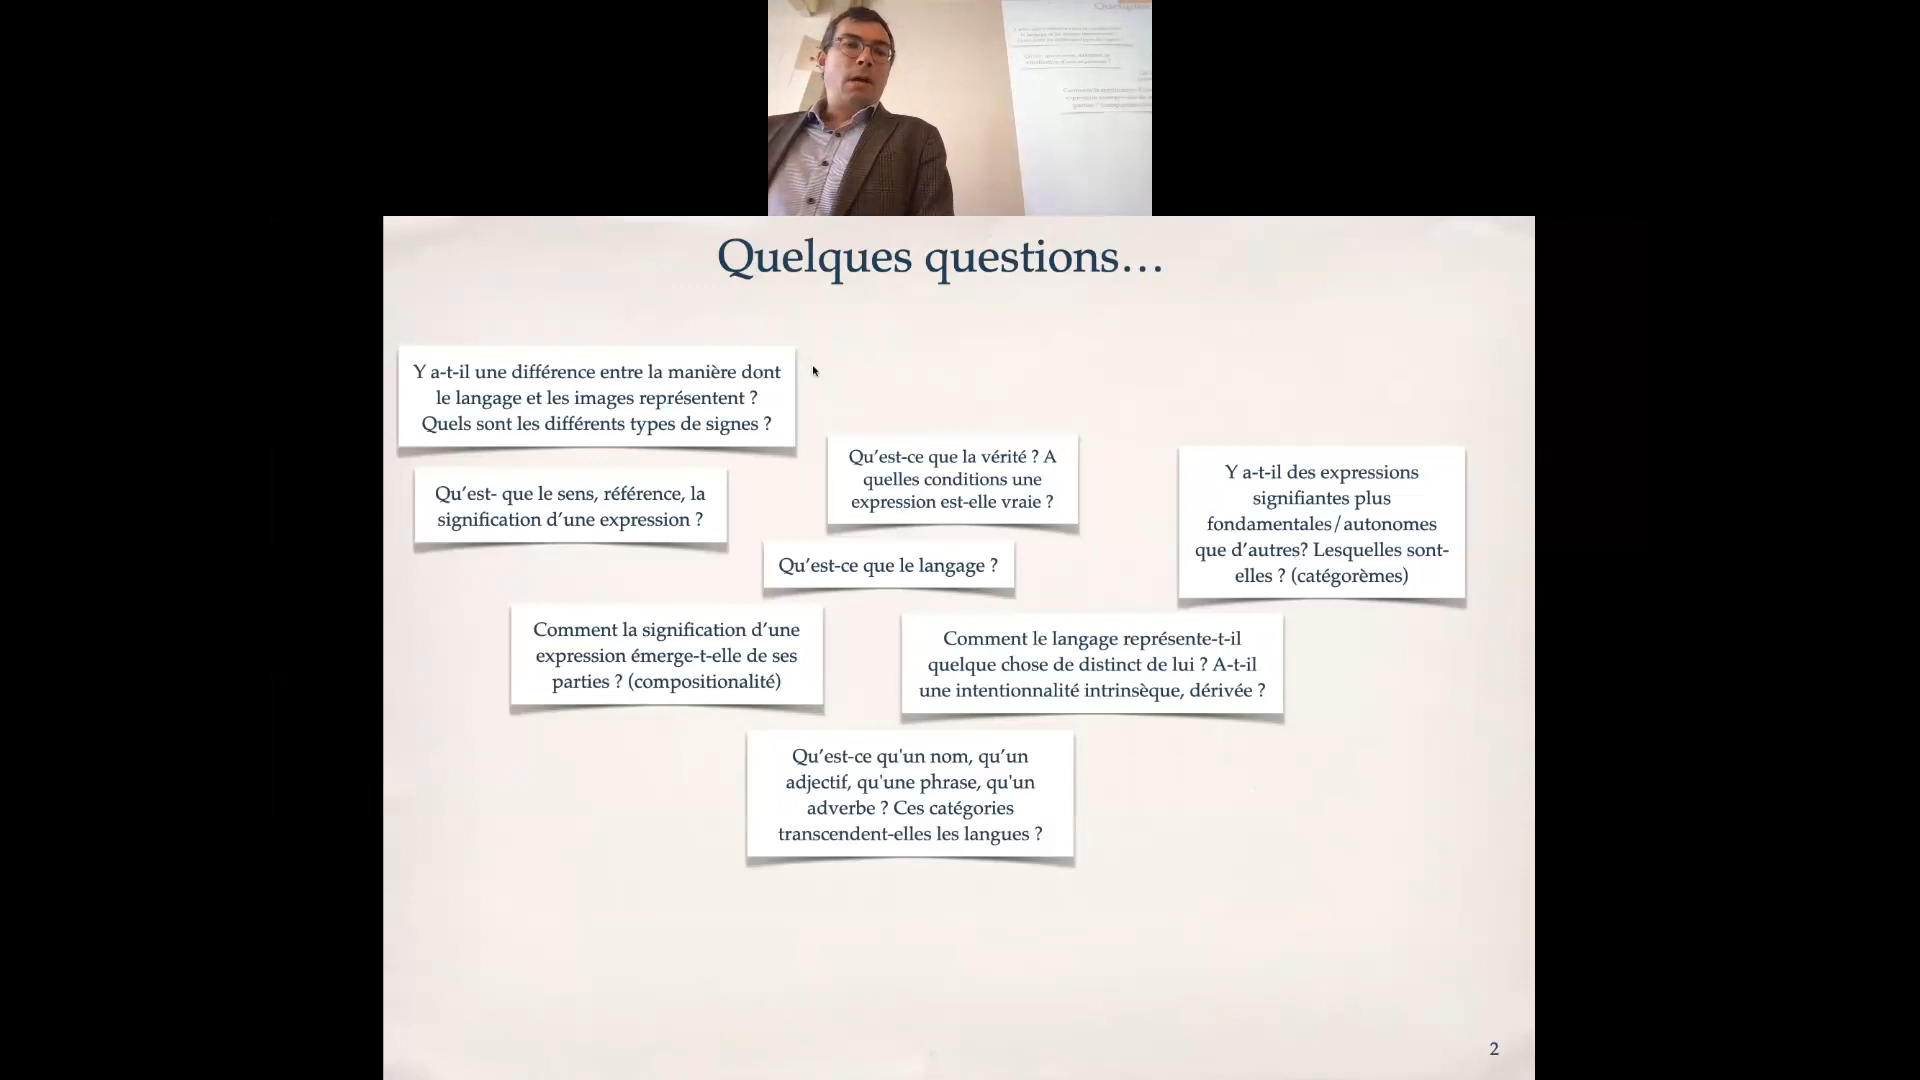 Quelques questions…
Y a-t-il une différence entre la manière dont
le langage et les images représentent ?
Quels sont les différents types de signes ?
Qu'est- que le sens, référence, la
signification d'une expression ?
Qu'est-ce que la vérité ? A
quelles conditions une
expression est-elle vraie ?
Y a-t-il des expressions
signifiantes plus
fondamentales/autonomes
que d'autres? Lesquelles sont-
elles ? (catégorèmes)
Qu'est-ce que le langage ?
Comment la signification d'une
expression émerge-t-elle de ses
parties ? (compositionalité)
Comment le langage représente-t-il
quelque chose de distinct de lui ? A-t-il
une intentionnalité intrinsèque, dérivée ?
Qu'est-ce qu'un nom, qu'un
adjectif, qu'une phrase, qu'un
adverbe ? Ces catégories
transcendent-elles les langues ?
2